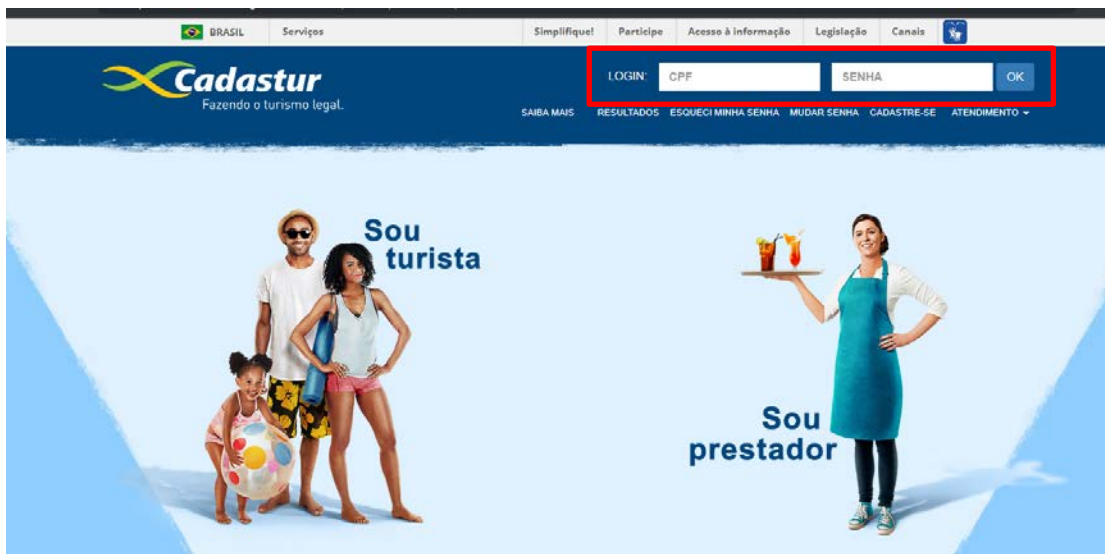 BRASIL Serviços Simplifique! Participe Acesso à informação Legislação Canais
Cadastur
Fazendo o turismo legal.
LOGIN: CPF SENHA OK
SAIBA MAIS RESULTADOS ESQUECI MINHA SENHA MUDAR SENHA CADASTRE-SE ATENDIMENTO
Sou
turista
Sou
prestador